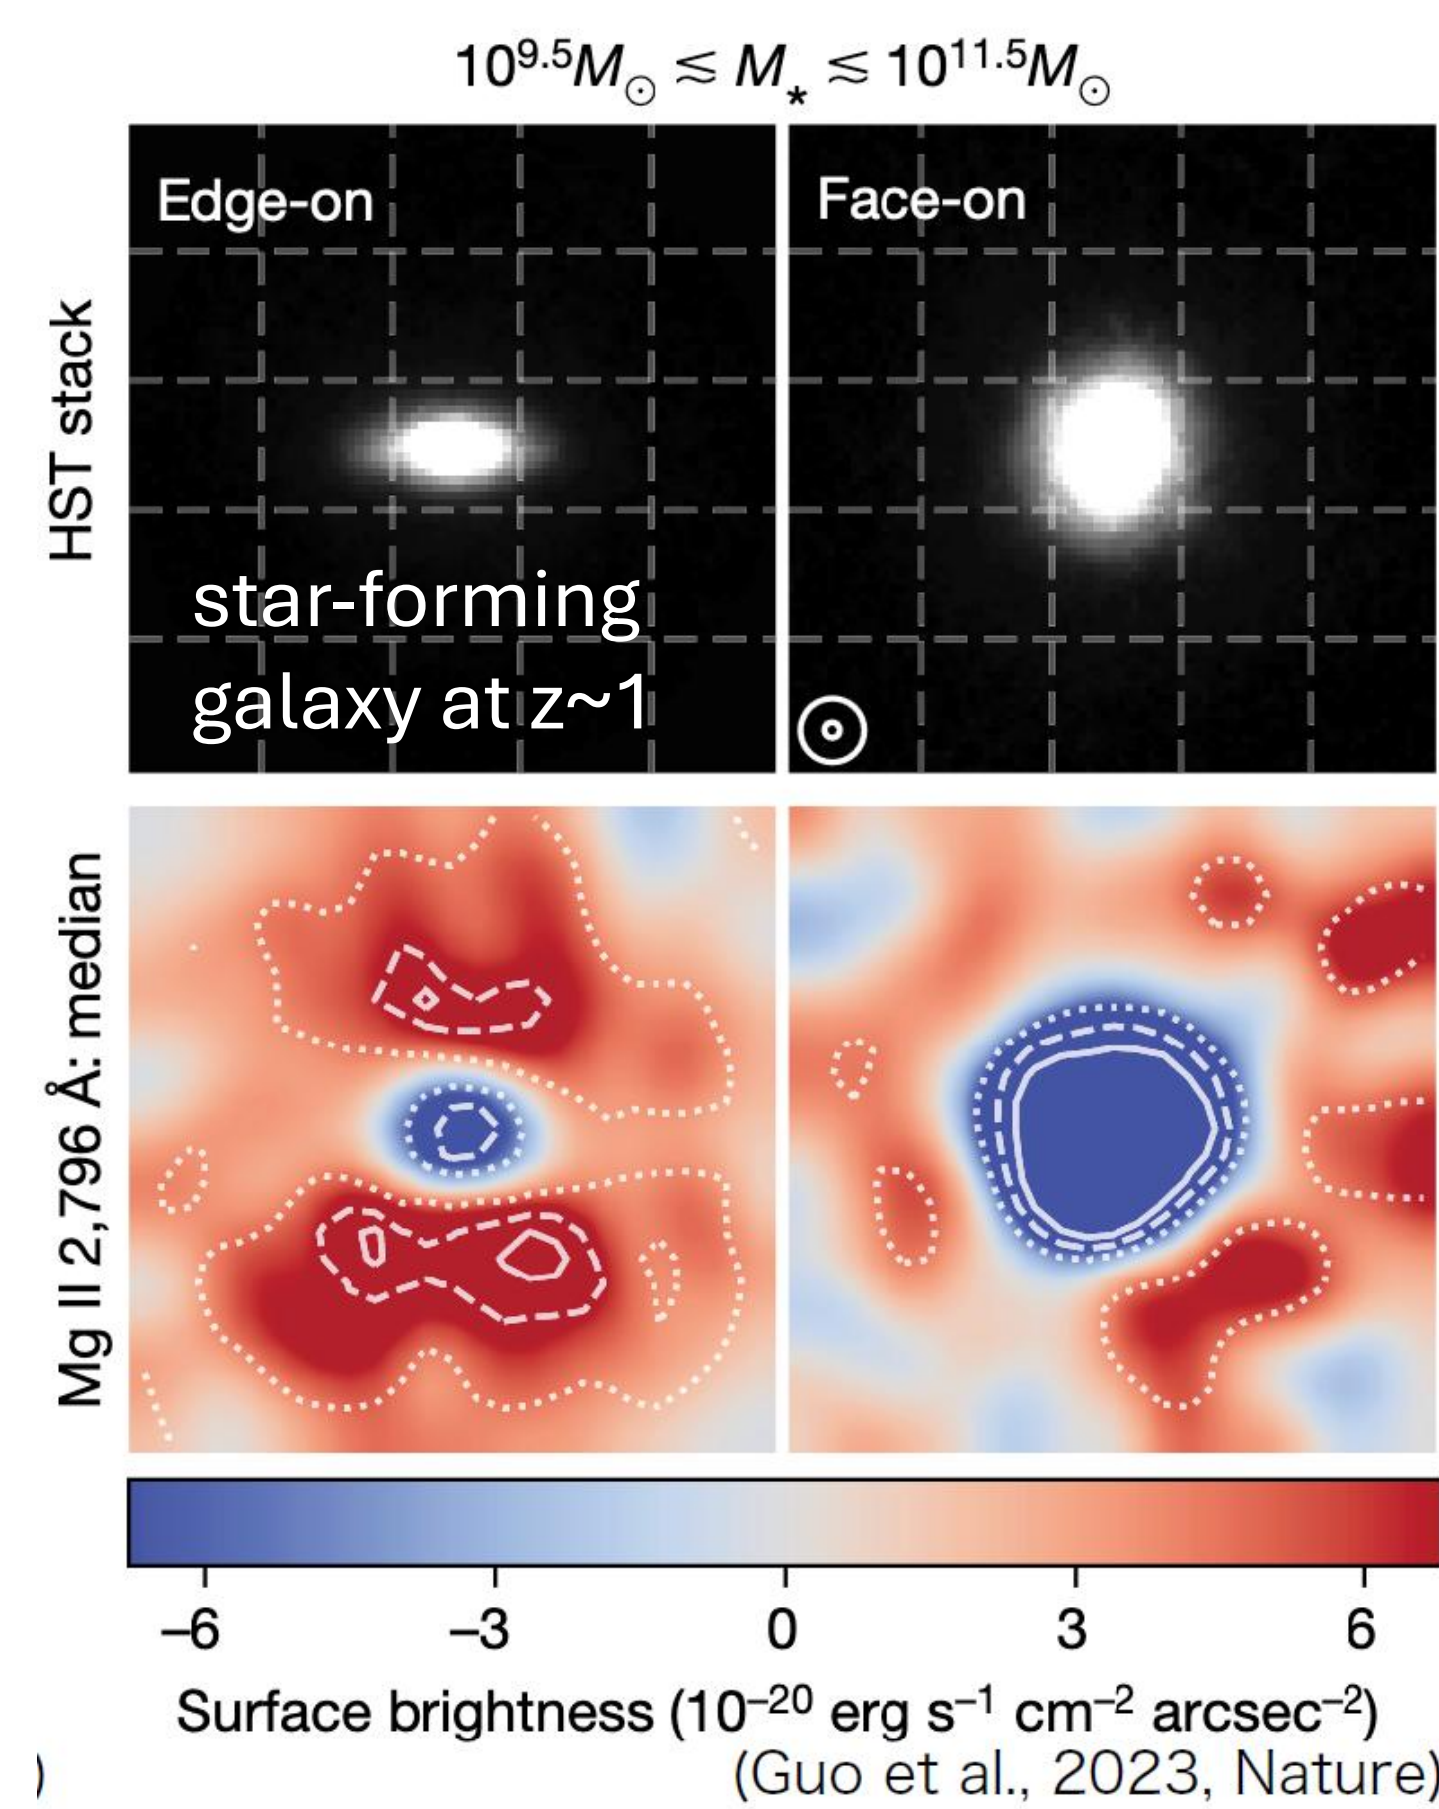 10^9.5 M⊙ ≲ M* ≲ 10^11.5 M⊙
Edge-on
Face-on
HST stack
star-forming
galaxy at z~1
Mg II 2,796 Å: median
–6 –3 0 3 6
Surface brightness (10^–20 erg s^–1 cm^–2 arcsec^–2)
)
(Guo et al., 2023, Nature)